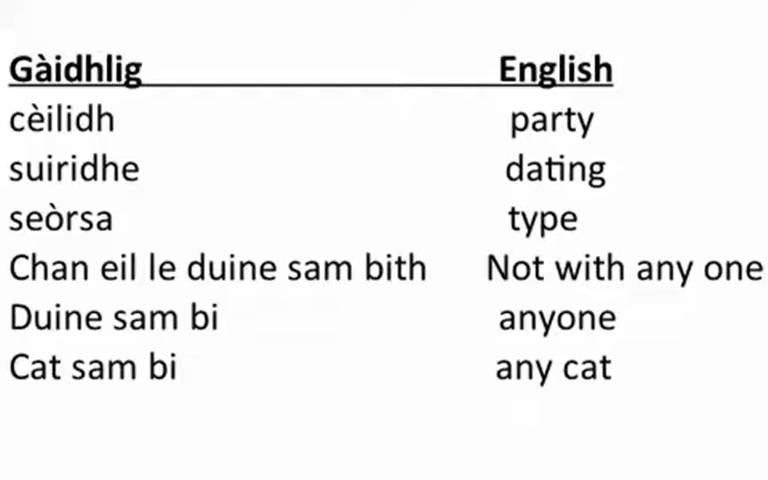 Gàidhlig English
cèilidh party
suiridhe dating
seòrsa type
Chan eil le duine sam bith Not with any one
Duine sam bi anyone
Cat sam bi any cat